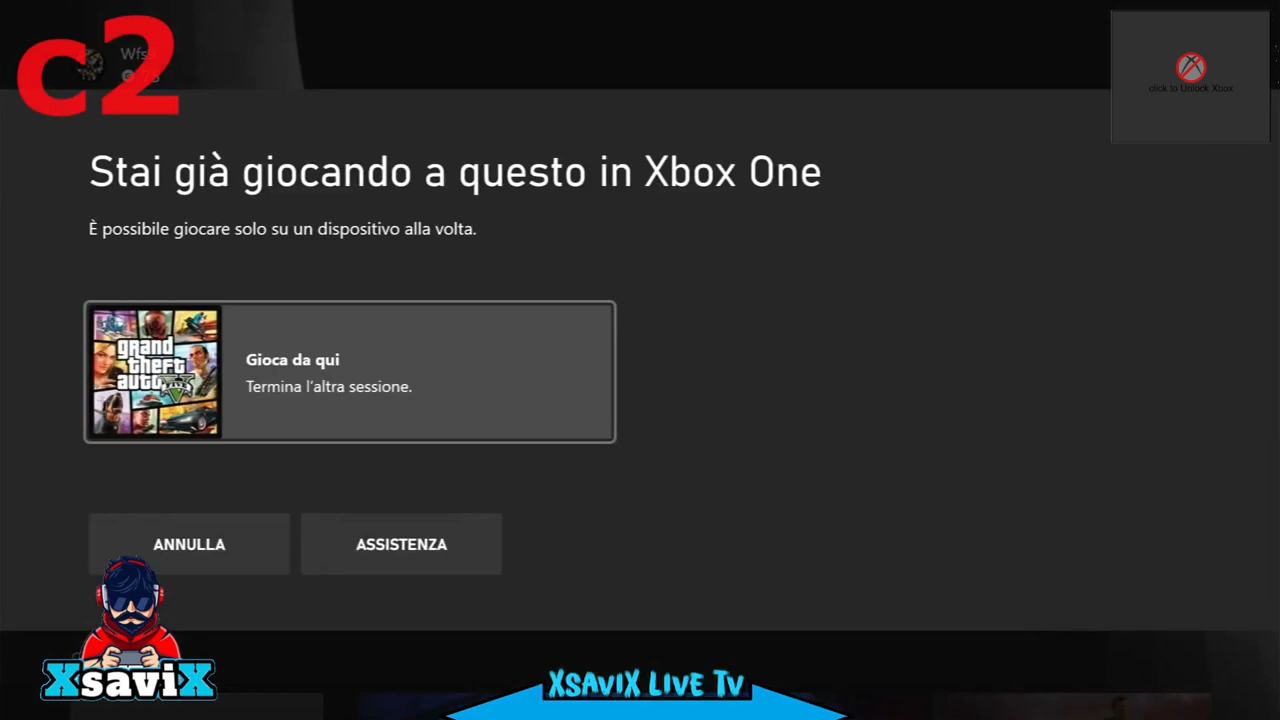 c2
click to Unlock Xbox
Stai già giocando a questo in Xbox One
È possibile giocare solo su un dispositivo alla volta.
grand
theft
auto V
Gioca da qui
Termina l'altra sessione.
ANNULLA
ASSISTENZA
XsaviX
XSAVIX LIVE TV